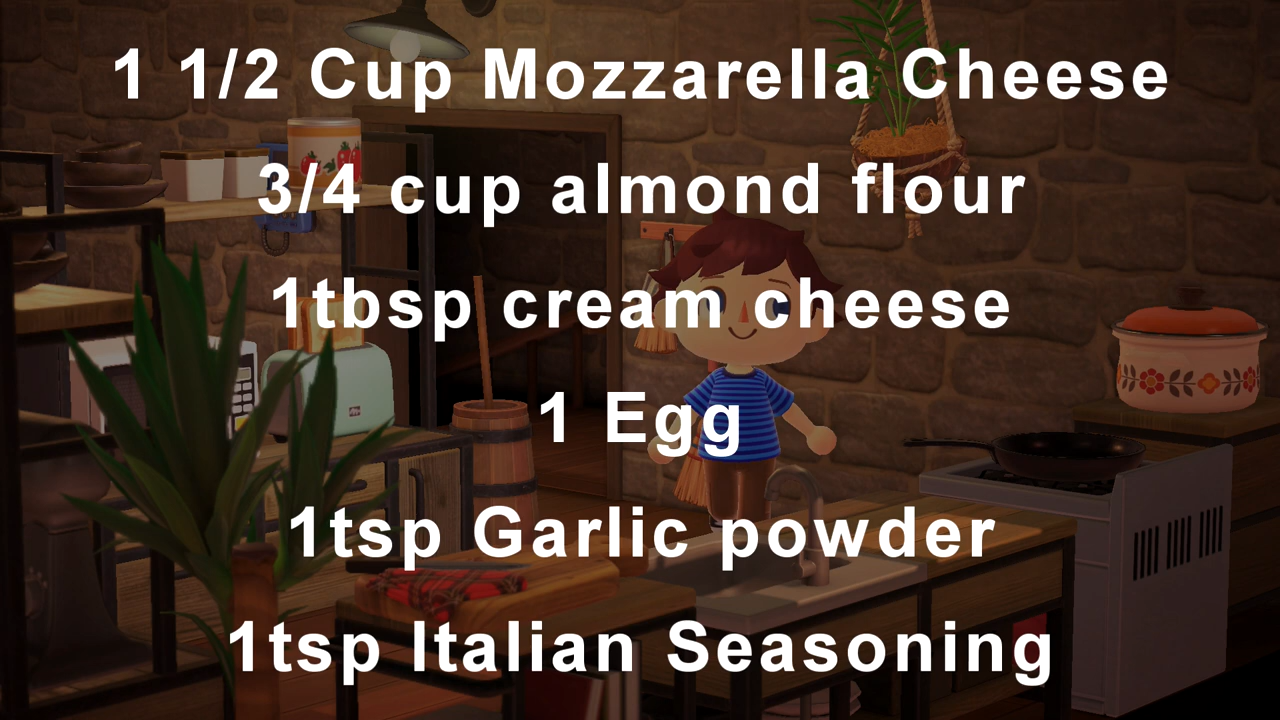 1 1/2 Cup Mozzarella Cheese
3/4 cup almond flour
1tbsp cream cheese
1 Egg
1tsp Garlic powder
1tsp Italian Seasoning